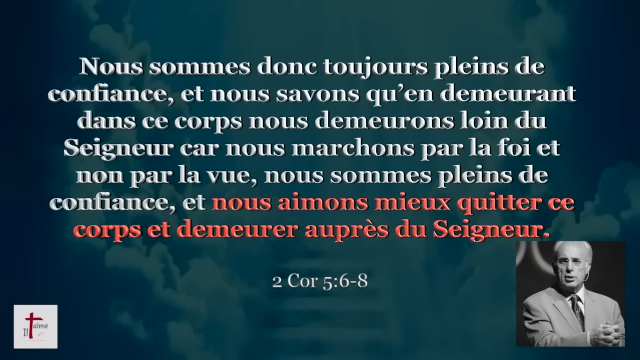 Nous sommes donc toujours pleins de
confiance, et nous savons qu’en demeurant
dans ce corps nous demeurons loin du
Seigneur car nous marchons par la foi et
non par la vue, nous sommes pleins de
confiance, et nous aimons mieux quitter ce
corps et demeurer auprès du Seigneur.
2 Cor 5:6-8
Il t'aime